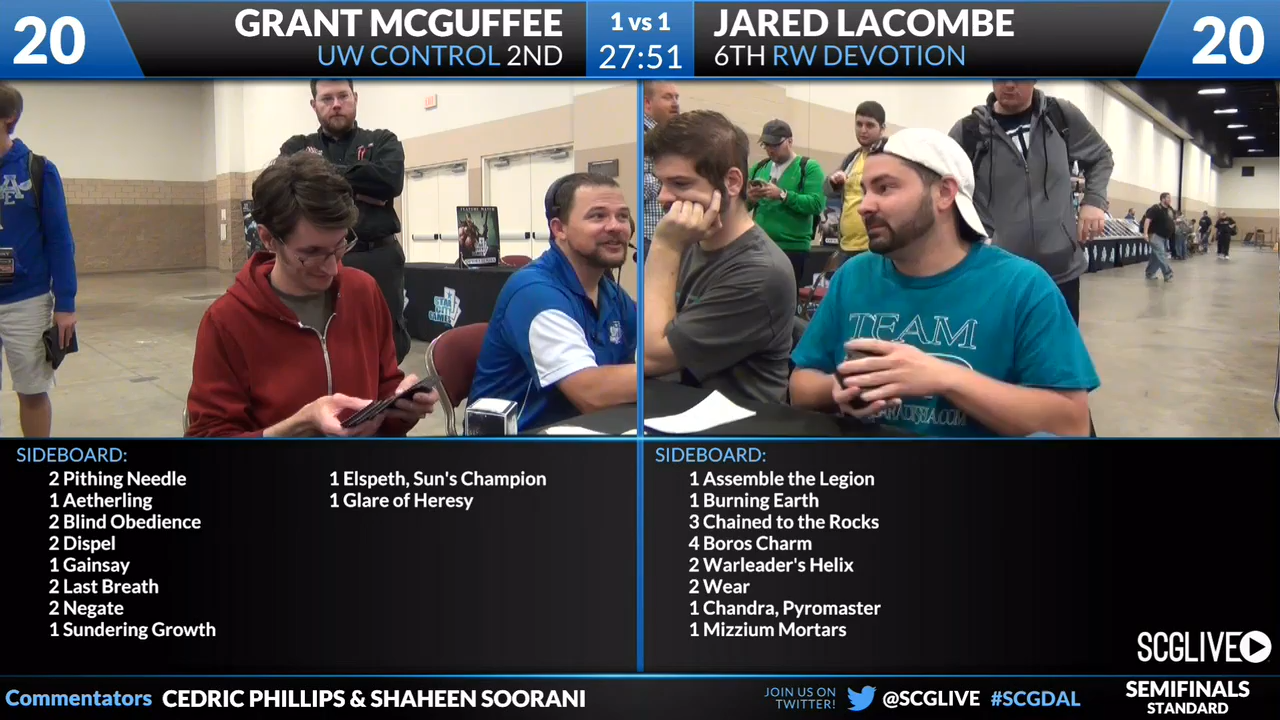 20
GRANT MCGUFFEE
UW CONTROL 2ND
1 vs 1
27:51
JARED LACOMBE
6TH RW DEVOTION
20
TEAM
STAR CITY GAMES
SIDEBOARD:
2 Pithing Needle
1 Aetherling
2 Blind Obedience
2 Dispel
1 Gainsay
2 Last Breath
2 Negate
1 Sundering Growth
1 Elspeth, Sun's Champion
1 Glare of Heresy
SIDEBOARD:
1 Assemble the Legion
1 Burning Earth
3 Chained to the Rocks
4 Boros Charm
2 Warleader's Helix
2 Wear
1 Chandra, Pyromaster
1 Mizzium Mortars
SCGLIVE
Commentators CEDRIC PHILLIPS & SHAHEEN SOORANI
JOIN US ON
TWITTER!
@SCGLIVE #SCGDAL
SEMIFINALS
STANDARD